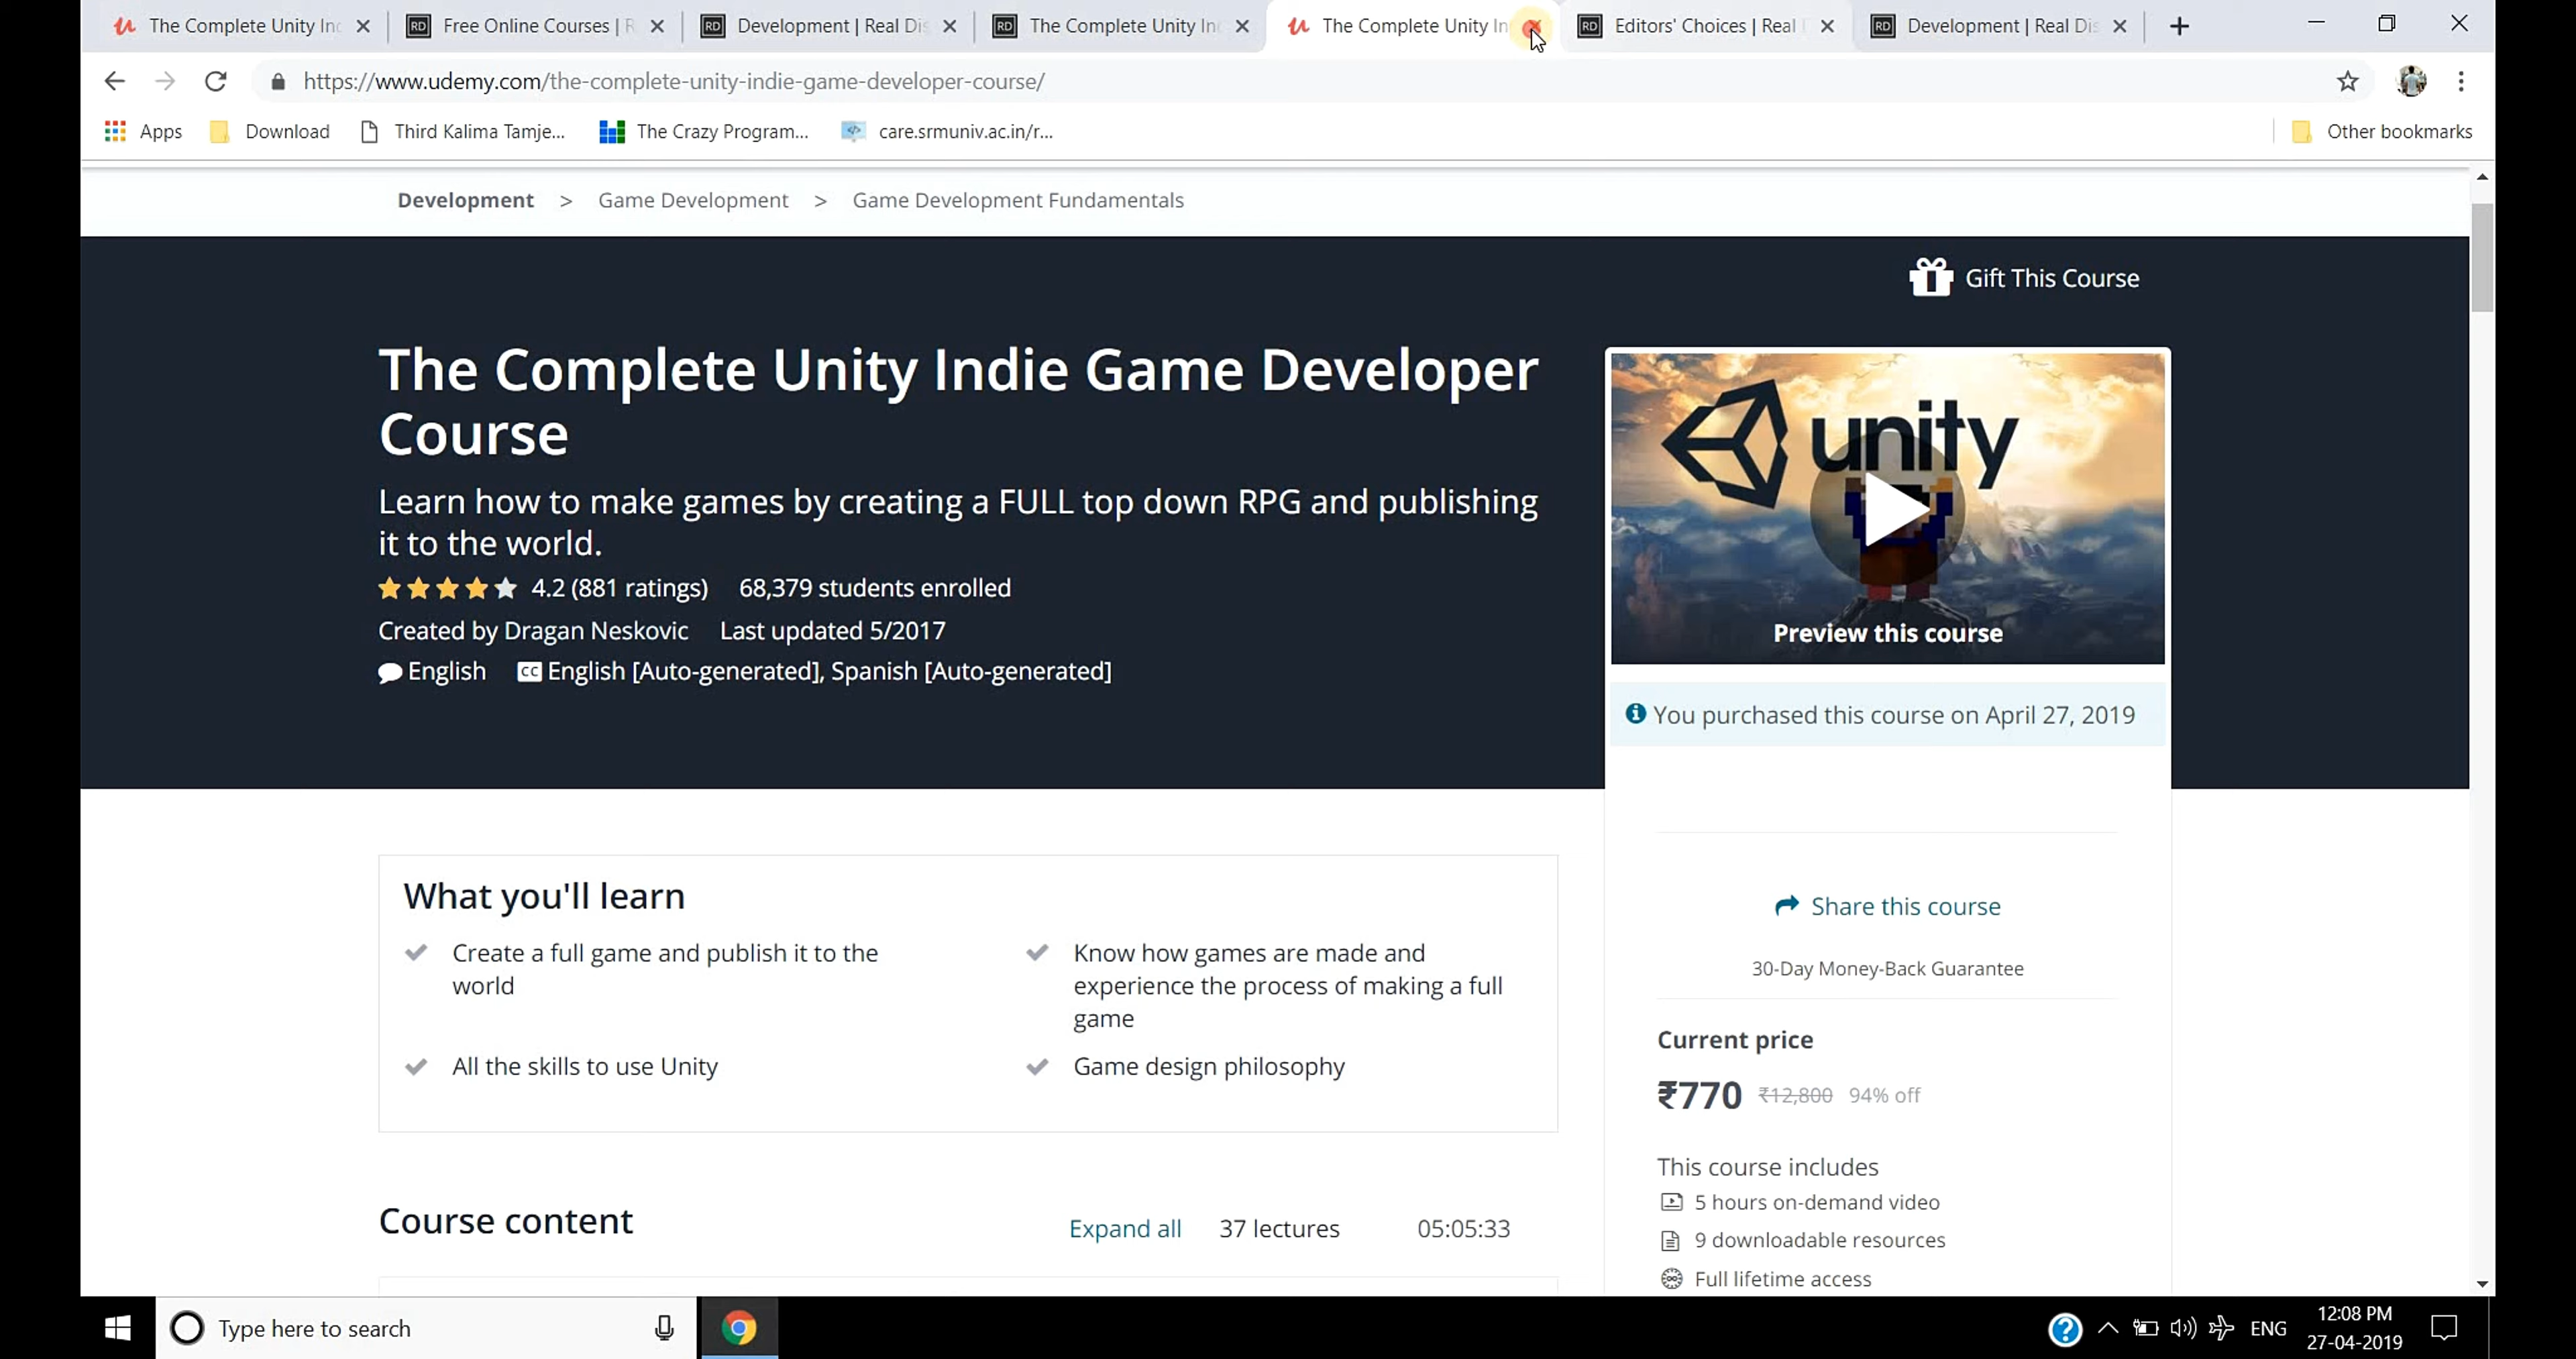 The Complete Unity Ind
Free Online Courses | R
Development | Real Dis
The Complete Unity In
The Complete Unity In
Editors' Choices | Real
Development | Real Dis
https://www.udemy.com/the-complete-unity-indie-game-developer-course/
Apps
Download
Third Kalima Tamje...
The Crazy Program...
care.srmuniv.ac.in/r...
Other bookmarks
Development > Game Development > Game Development Fundamentals
Gift This Course
The Complete Unity Indie Game Developer
Course
Learn how to make games by creating a FULL top down RPG and publishing
it to the world.
4.2 (881 ratings) 68,379 students enrolled
Created by Dragan Neskovic Last updated 5/2017
English CC English [Auto-generated], Spanish [Auto-generated]
unity
Preview this course
You purchased this course on April 27, 2019
Share this course
30-Day Money-Back Guarantee
Current price
₹770 ₹12,800 94% off
This course includes
5 hours on-demand video
9 downloadable resources
Full lifetime access
What you'll learn
Create a full game and publish it to the
world
Know how games are made and
experience the process of making a full
game
All the skills to use Unity
Game design philosophy
Course content
Expand all 37 lectures 05:05:33
Type here to search
ENG
12:08 PM
27-04-2019